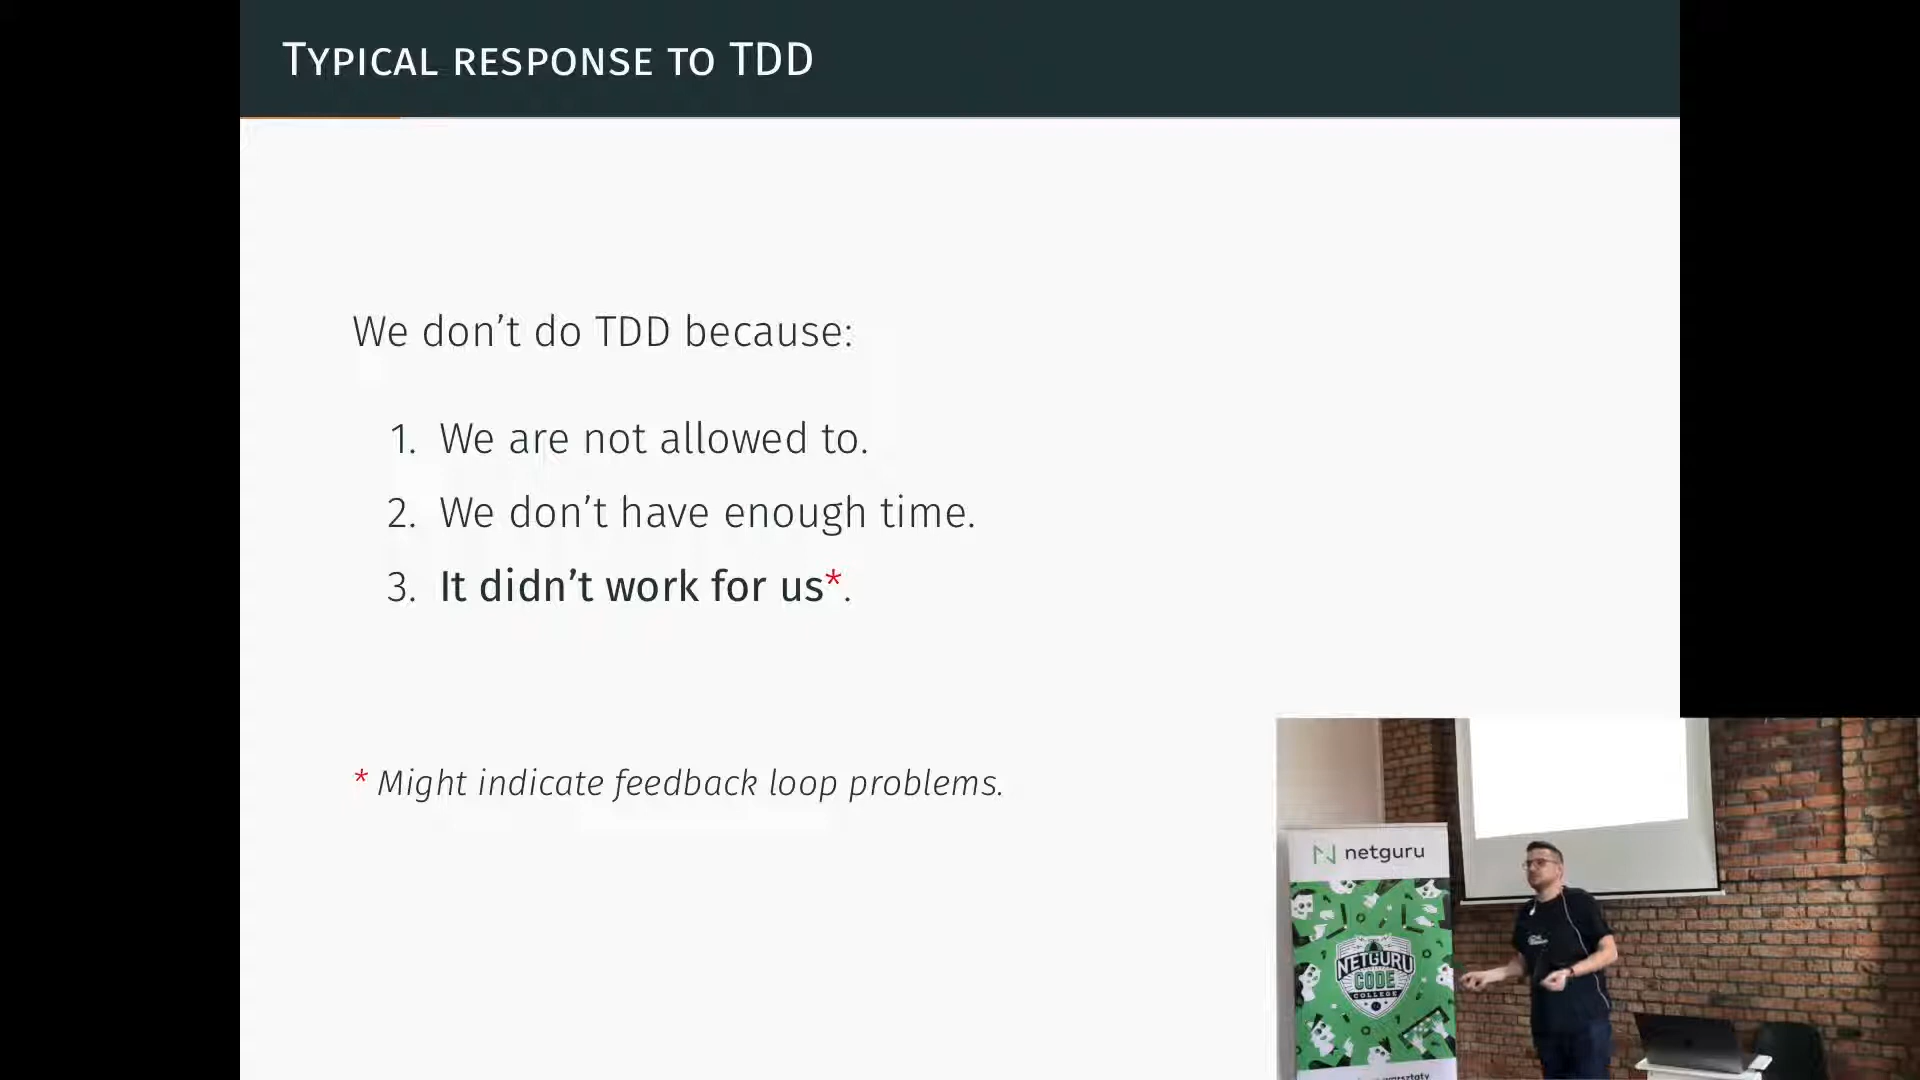 Typical response to TDD
We don't do TDD because:
1. We are not allowed to.
2. We don't have enough time.
3. It didn't work for us*.
* Might indicate feedback loop problems.
netguru
NETGURU
CODE
COLLEGE
warsztaty